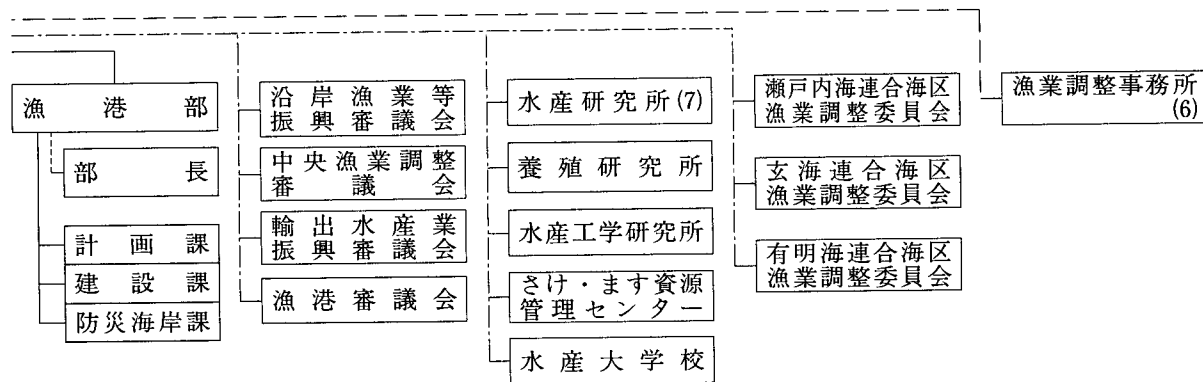 漁港部
部長
計画課
建設課
防災海岸課
沿岸漁業等
振興審議会
中央漁業調整
審議会
輸出水産業
振興審議会
漁港審議会
水産研究所(7)
養殖研究所
水産工学研究所
さけ・ます資源
管理センター
水産大学校
瀬戸内海連合海区
漁業調整委員会
玄海連合海区
漁業調整委員会
有明海連合海区
漁業調整委員会
漁業調整事務所
(6)